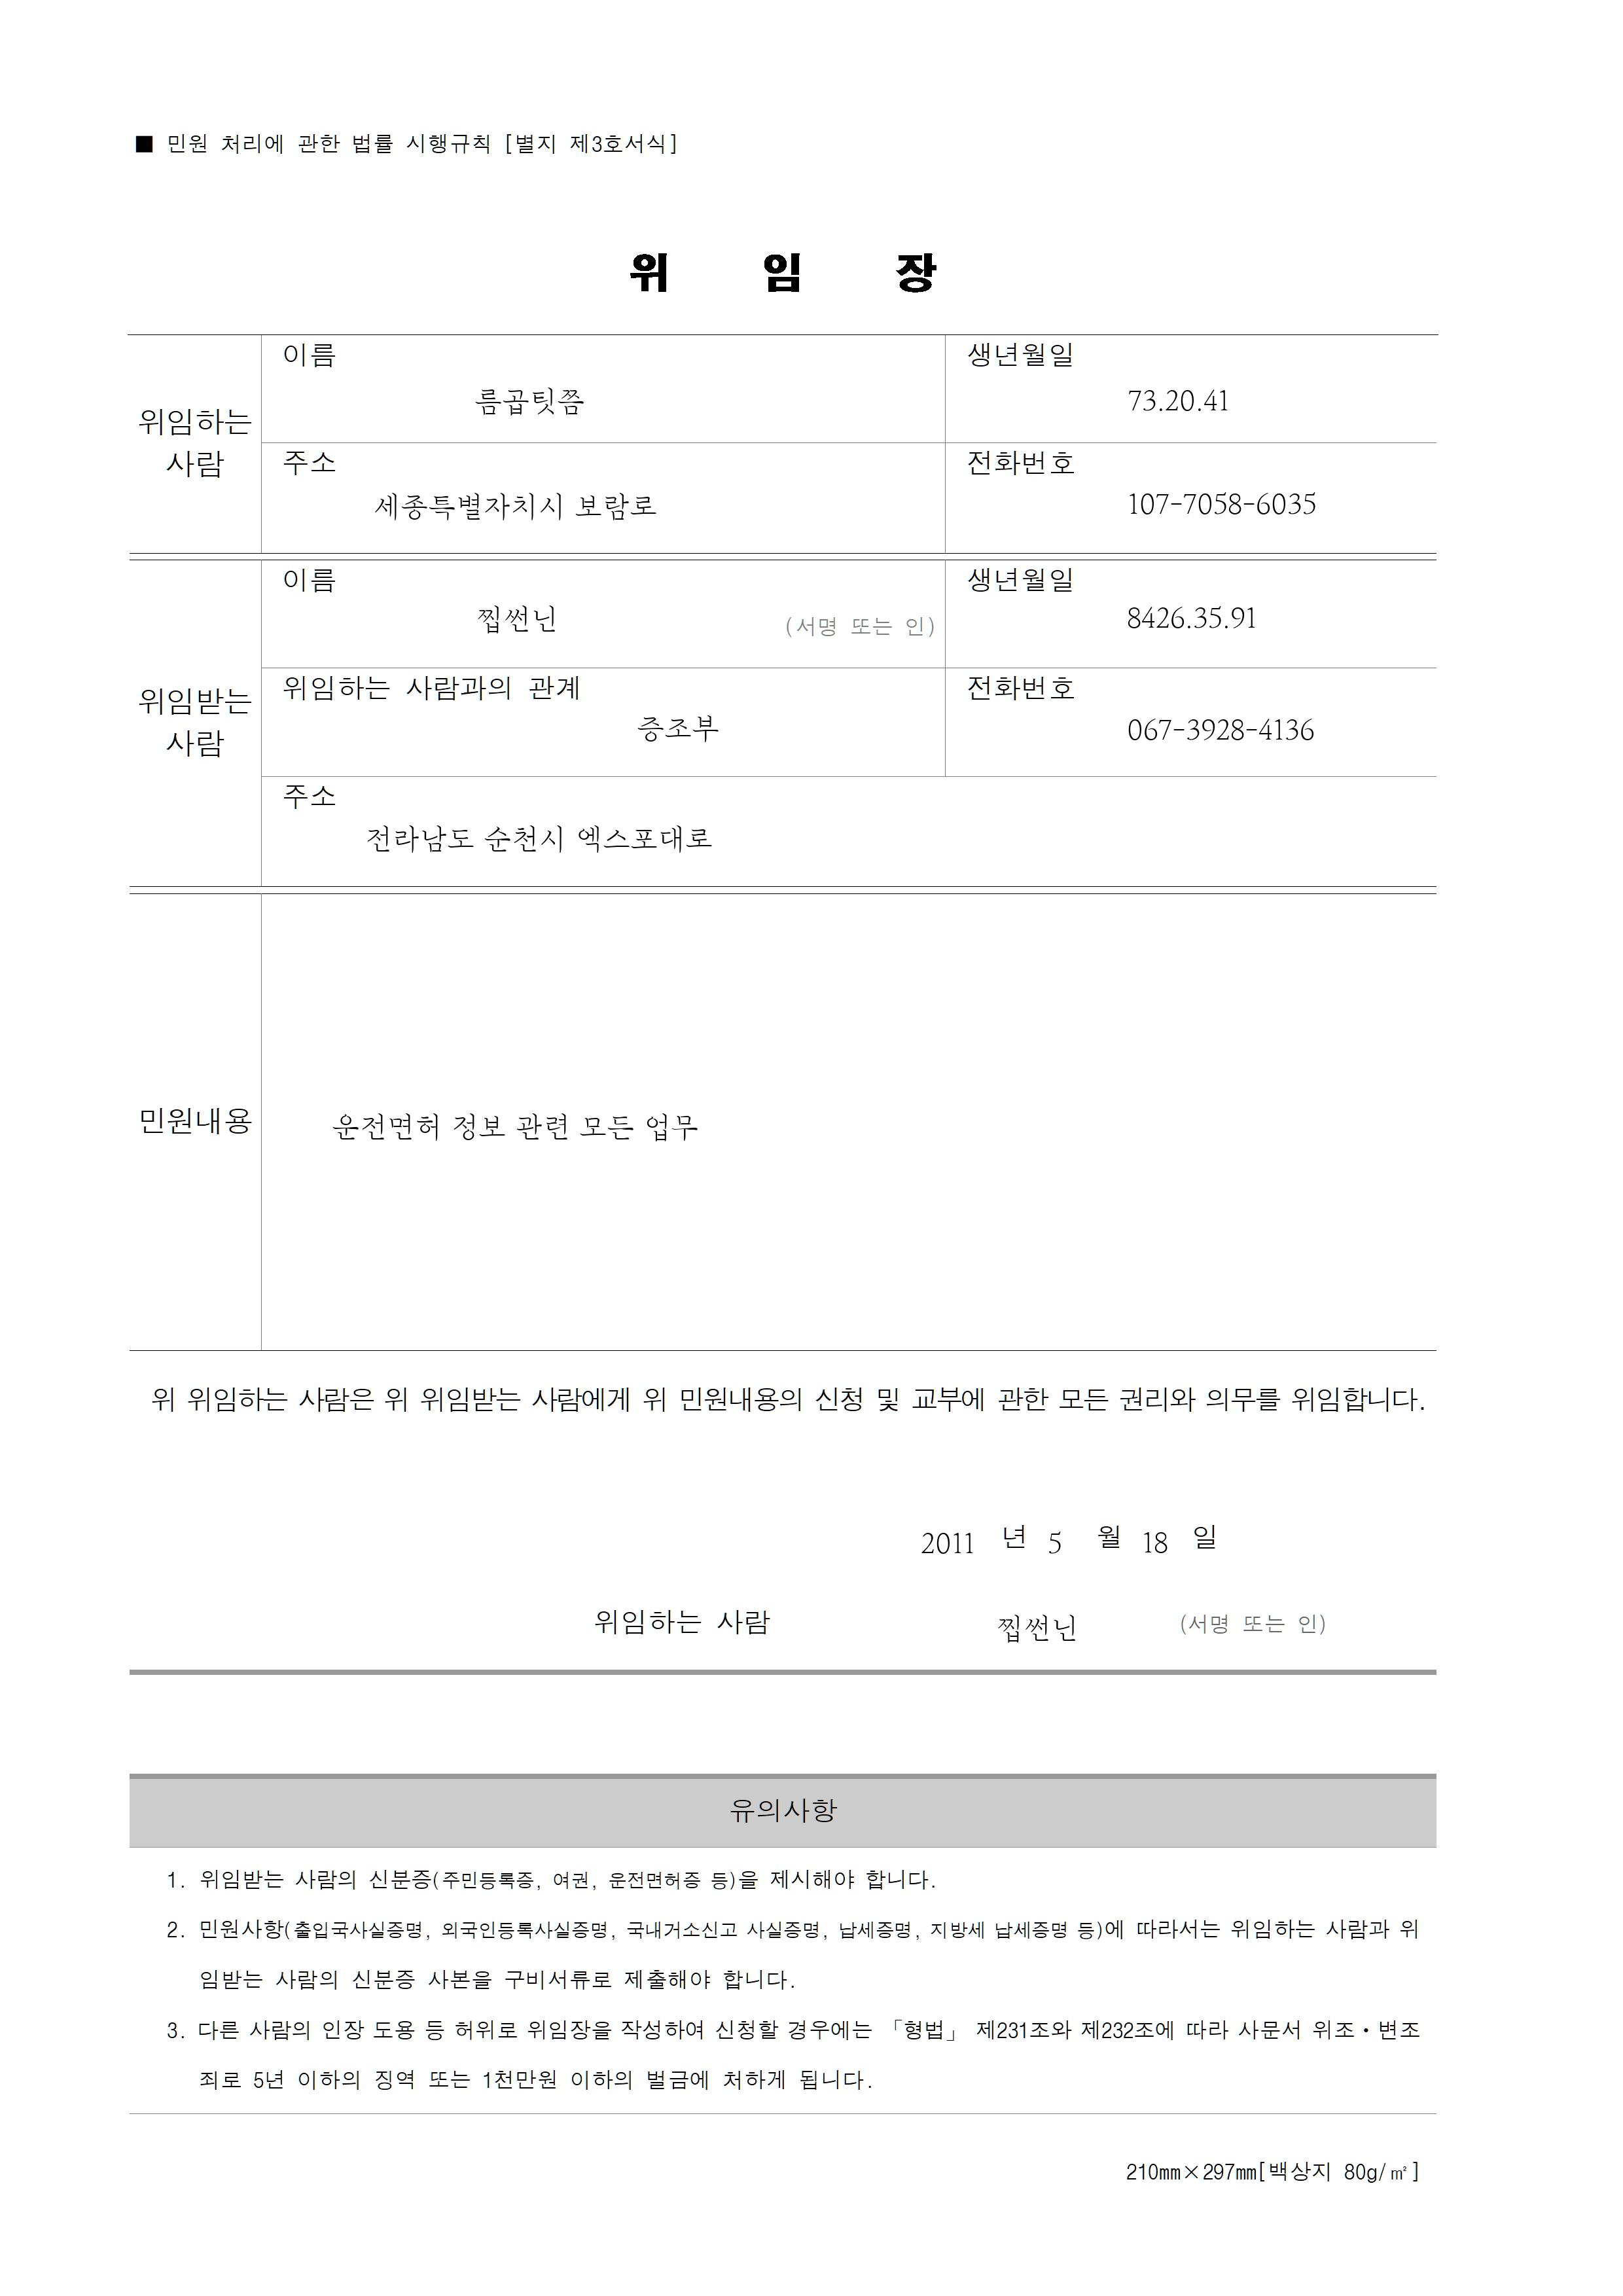 ■ 민원 처리에 관한 법률 시행규칙 [별지 제3호서식]
위 임 장
위임하는 사람
이름
름곱팃쯤
생년월일
73.20.41
주소
세종특별자치시 보람로
전화번호
107-7058-6035
위임받는 사람
이름
찝썬닌
(서명 또는 인)
생년월일
8426.35.91
위임하는 사람과의 관계
증조부
전화번호
067-3928-4136
주소
전라남도 순천시 엑스포대로
민원내용
운전면허 정보 관련 모든 업무
위 위임하는 사람은 위 위임받는 사람에게 위 민원내용의 신청 및 교부에 관한 모든 권리와 의무를 위임합니다.
2011 년 5 월 18 일
위임하는 사람 찝썬닌 (서명 또는 인)
유의사항
1. 위임받는 사람의 신분증(주민등록증, 여권, 운전면허증 등)을 제시해야 합니다.
2. 민원사항(출입국사실증명, 외국인등록사실증명, 국내거소신고 사실증명, 납세증명, 지방세 납세증명 등)에 따라서는 위임하는 사람과 위
임받는 사람의 신분증 사본을 구비서류로 제출해야 합니다.
3. 다른 사람의 인장 도용 등 허위로 위임장을 작성하여 신청할 경우에는 「형법」 제231조와 제232조에 따라 사문서 위조·변조
죄로 5년 이하의 징역 또는 1천만원 이하의 벌금에 처하게 됩니다.
210㎜×297㎜[백상지 80g/㎡]